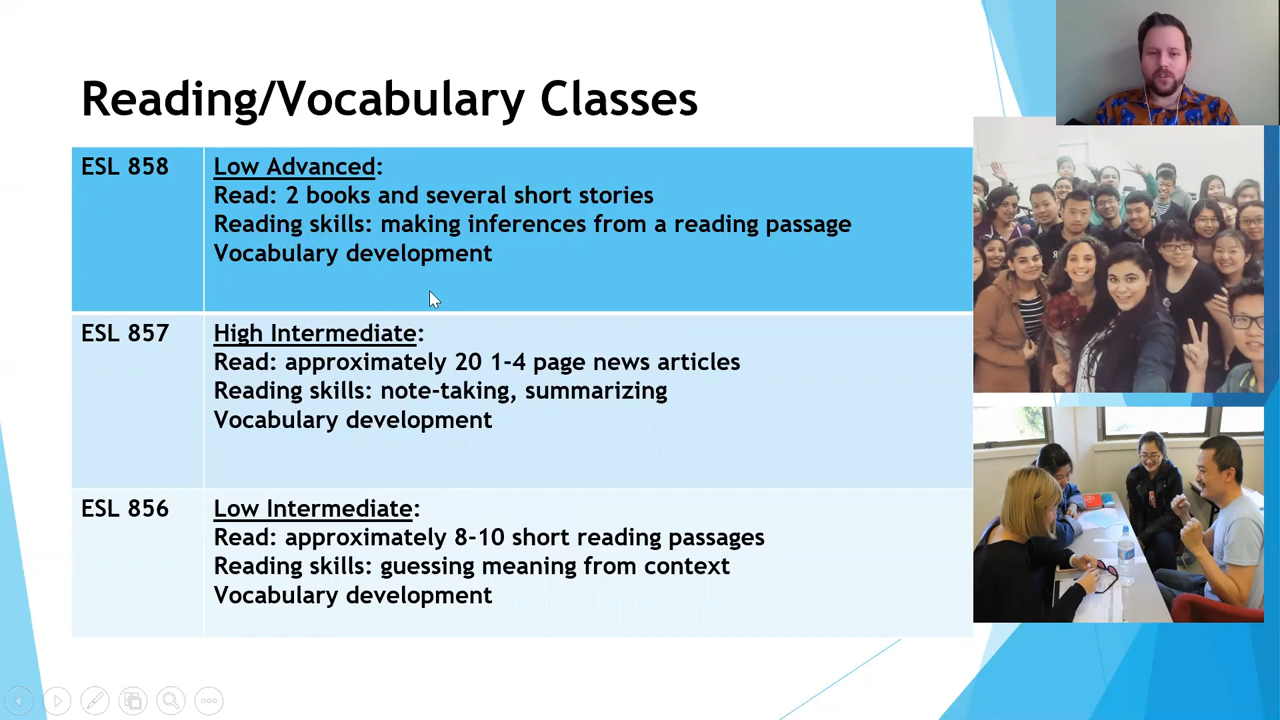 Reading/Vocabulary Classes
ESL 858
Low Advanced:
Read: 2 books and several short stories
Reading skills: making inferences from a reading passage
Vocabulary development
ESL 857
High Intermediate:
Read: approximately 20 1-4 page news articles
Reading skills: note-taking, summarizing
Vocabulary development
ESL 856
Low Intermediate:
Read: approximately 8-10 short reading passages
Reading skills: guessing meaning from context
Vocabulary development